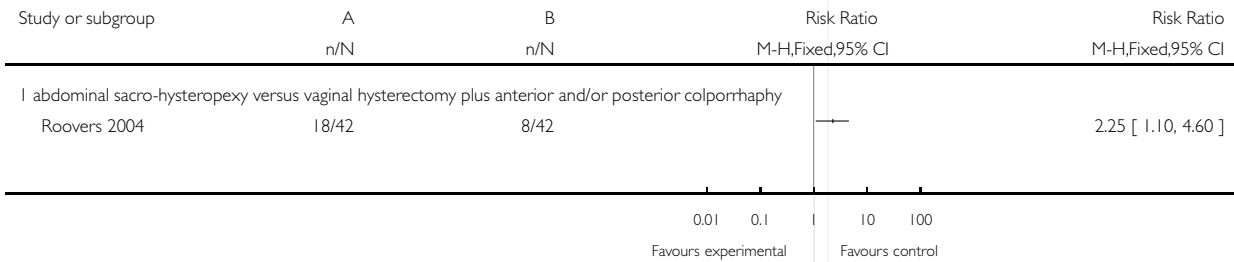 Study or subgroup A B Risk Ratio Risk Ratio
n/N n/N M-H,Fixed,95% CI M-H,Fixed,95% CI
1 abdominal sacro-hysteropexy versus vaginal hysterectomy plus anterior and/or posterior colporrhaphy
Roovers 2004 18/42 8/42 2.25 [ 1.10, 4.60 ]
0.01 0.1 1 10 100
Favours experimental Favours control